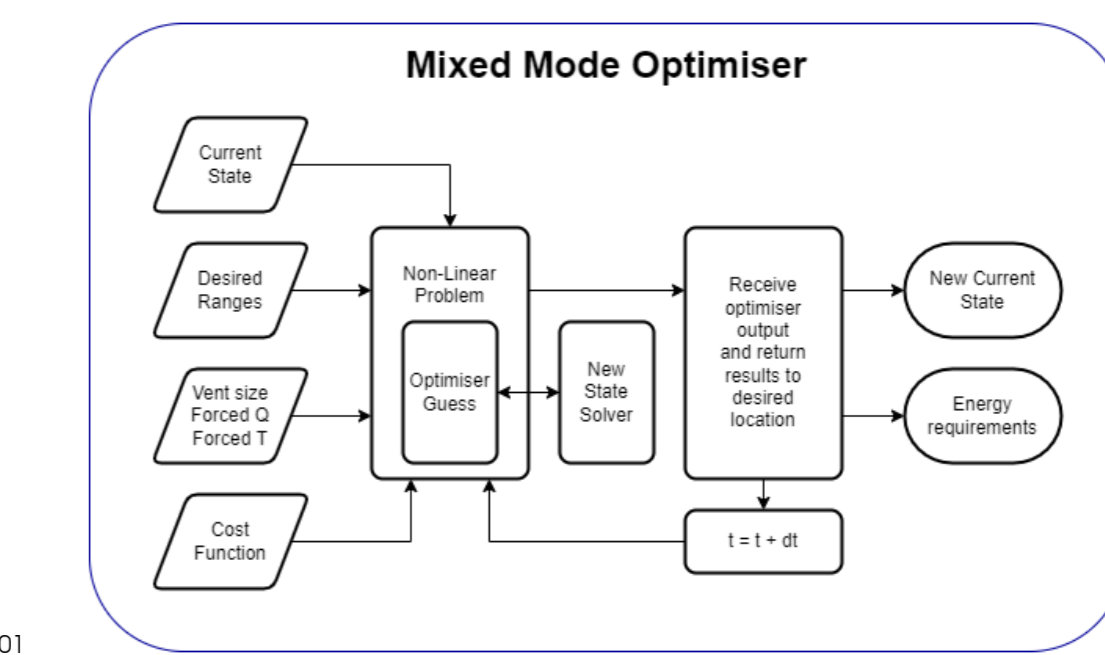 Mixed Mode Optimiser
Current
State
Desired
Ranges
Vent size
Forced Q
Forced T
Cost
Function
Non-Linear
Problem
Optimiser
Guess
New
State
Solver
Receive
optimiser
output
and return
results to
desired
location
t = t + dt
New Current
State
Energy
requirements
01